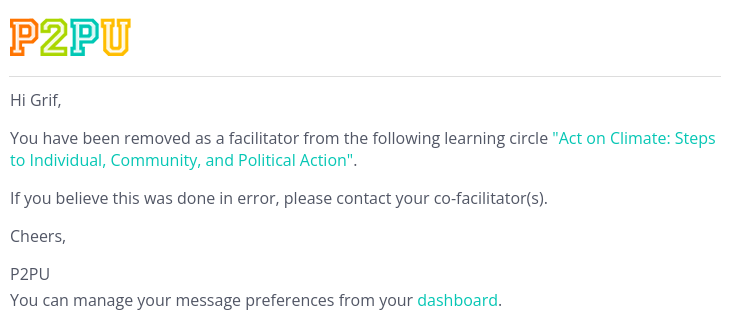 P2PU
Hi Grif,
You have been removed as a facilitator from the following learning circle "Act on Climate: Steps
to Individual, Community, and Political Action".
If you believe this was done in error, please contact your co-facilitator(s).
Cheers,
P2PU
You can manage your message preferences from your dashboard.